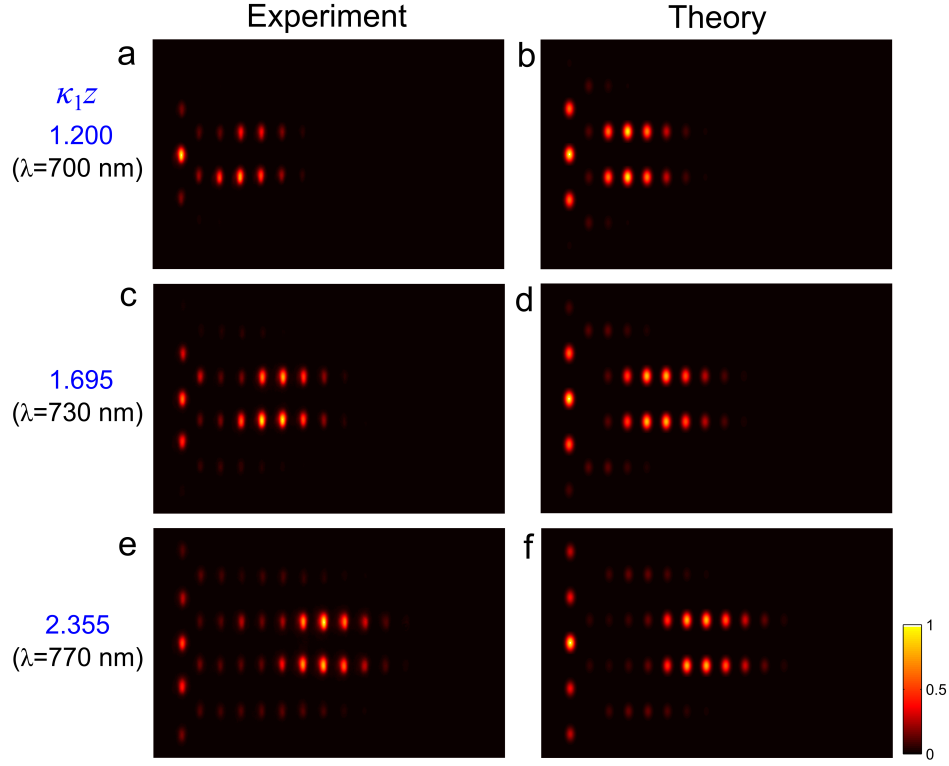 Experiment
Theory
a
b
κ₁z
1.200
(λ=700 nm)
c
d
1.695
(λ=730 nm)
e
f
2.355
(λ=770 nm)
1
0.5
0